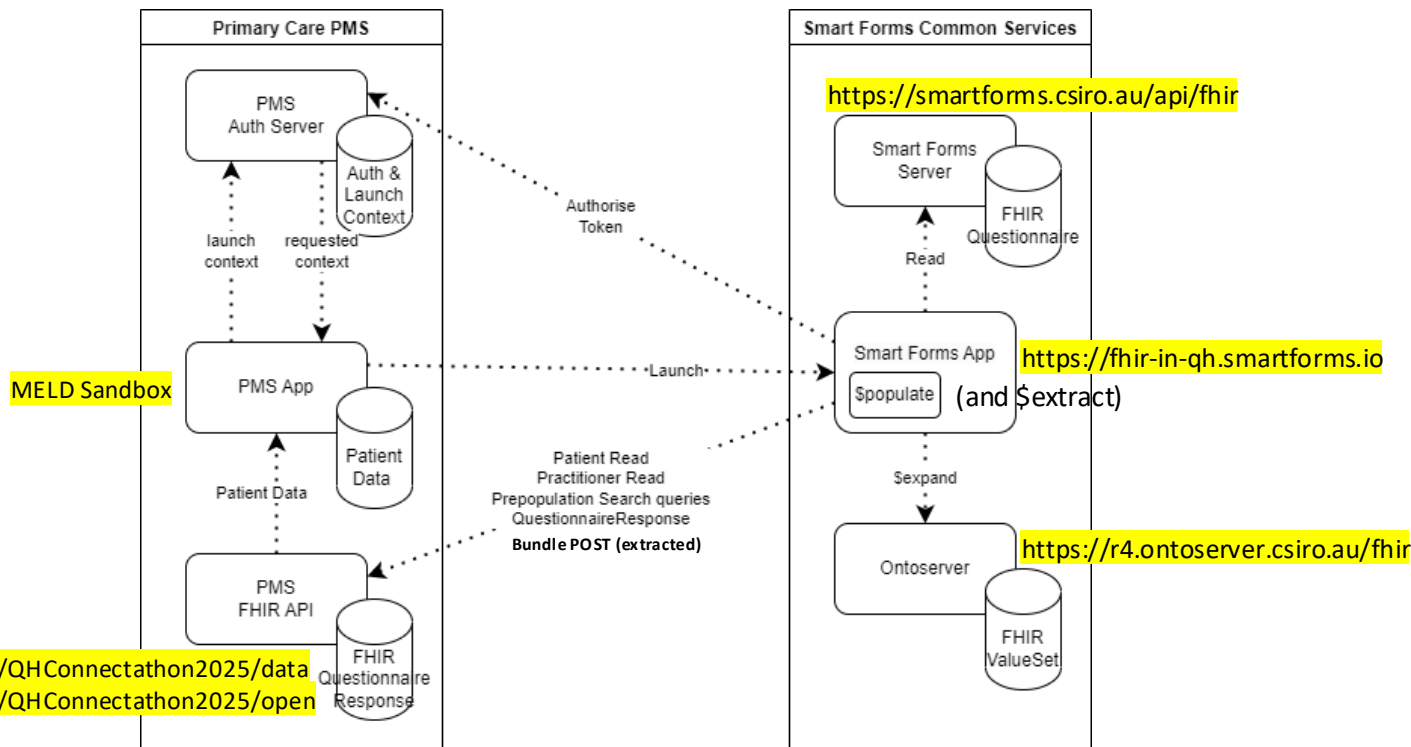 Primary Care PMS
PMS
Auth Server
Auth &
Launch
Context
launch
context
requested
context
MELD Sandbox
PMS App
Patient
Data
Patient Data
PMS
FHIR API
FHIR
Questionnaire
Response
/QHConnectathon2025/data
/QHConnectathon2025/open
Authorise
Token
Launch
Patient Read
Practitioner Read
Prepopulation Search queries
QuestionnaireResponse
Bundle POST (extracted)
Smart Forms Common Services
https://smartforms.csiro.au/api/fhir
Smart Forms
Server
FHIR
Questionnaire
Read
Smart Forms App
https://fhir-in-qh.smartforms.io
$populate
(and $extract)
$expand
https://r4.ontoserver.csiro.au/fhir
Ontoserver
FHIR
ValueSet